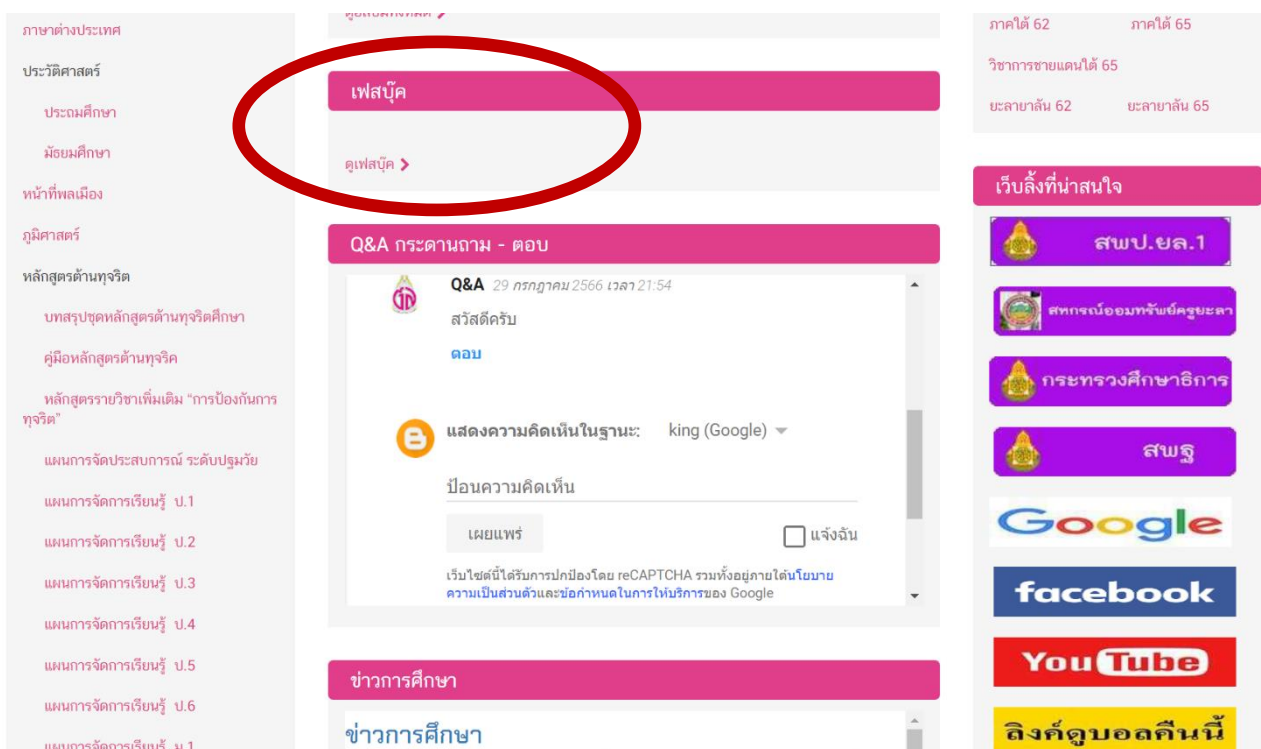 ภาษาต่างประเทศ
ประวัติศาสตร์
ประถมศึกษา
มัธยมศึกษา
หน้าที่พลเมือง
ภูมิศาสตร์
หลักสูตรต้านทุจริต
บทสรุปชุดหลักสูตรต้านทุจริตศึกษา
คู่มือหลักสูตรต้านทุจริค
หลักสูตรรายวิชาเพิ่มเติม “การป้องกันการ
ทุจริต”
แผนการจัดประสบการณ์ ระดับปฐมวัย
แผนการจัดการเรียนรู้ ป.1
แผนการจัดการเรียนรู้ ป.2
แผนการจัดการเรียนรู้ ป.3
แผนการจัดการเรียนรู้ ป.4
แผนการจัดการเรียนรู้ ป.5
แผนการจัดการเรียนรู้ ป.6
แผนการจัดการเรียนรู้ ม.1
เฟสบุ๊ค
ดูเฟสบุ๊ค
Q&A กระดานถาม - ตอบ
Q&A 29 กรกฎาคม 2566 เวลา 21:54
สวัสดีครับ
ตอบ
แสดงความคิดเห็นในฐานะ: king (Google)
ป้อนความคิดเห็น
เผยแพร่
แจ้งฉัน
เว็บไซต์นี้ได้รับการปกป้องโดย reCAPTCHA รวมทั้งอยู่ภายใต้นโยบาย
ความเป็นส่วนตัวและข้อกำหนดในการให้บริการของ Google
ข่าวการศึกษา
ข่าวการศึกษา
ภาคใต้ 62 ภาคใต้ 65
วิชาการชายแดนใต้ 65
ยะลายาลัน 62 ยะลายาลัน 65
เว็บลิ้งที่น่าสนใจ
สพป.ยล.1
สหกรณ์ออมทรัพย์ครูยะลา
กระทรวงศึกษาธิการ
สพฐ
Google
facebook
YouTube
ลิงค์ดูบอลคืนนี้